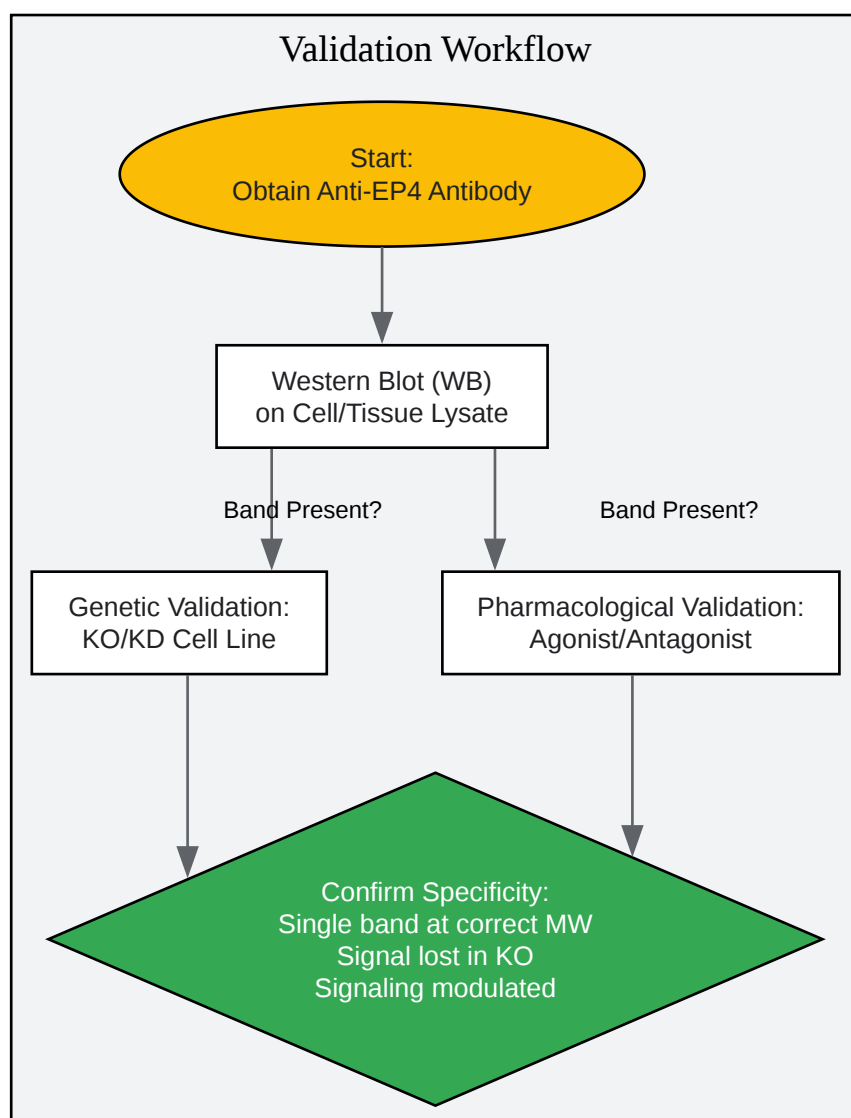 Validation Workflow
Start:
Obtain Anti-EP4 Antibody
Western Blot (WB)
on Cell/Tissue Lysate
Band Present?
Band Present?
Genetic Validation:
KO/KD Cell Line
Pharmacological Validation:
Agonist/Antagonist
Confirm Specificity:
Single band at correct MW
Signal lost in KO
Signaling modulated